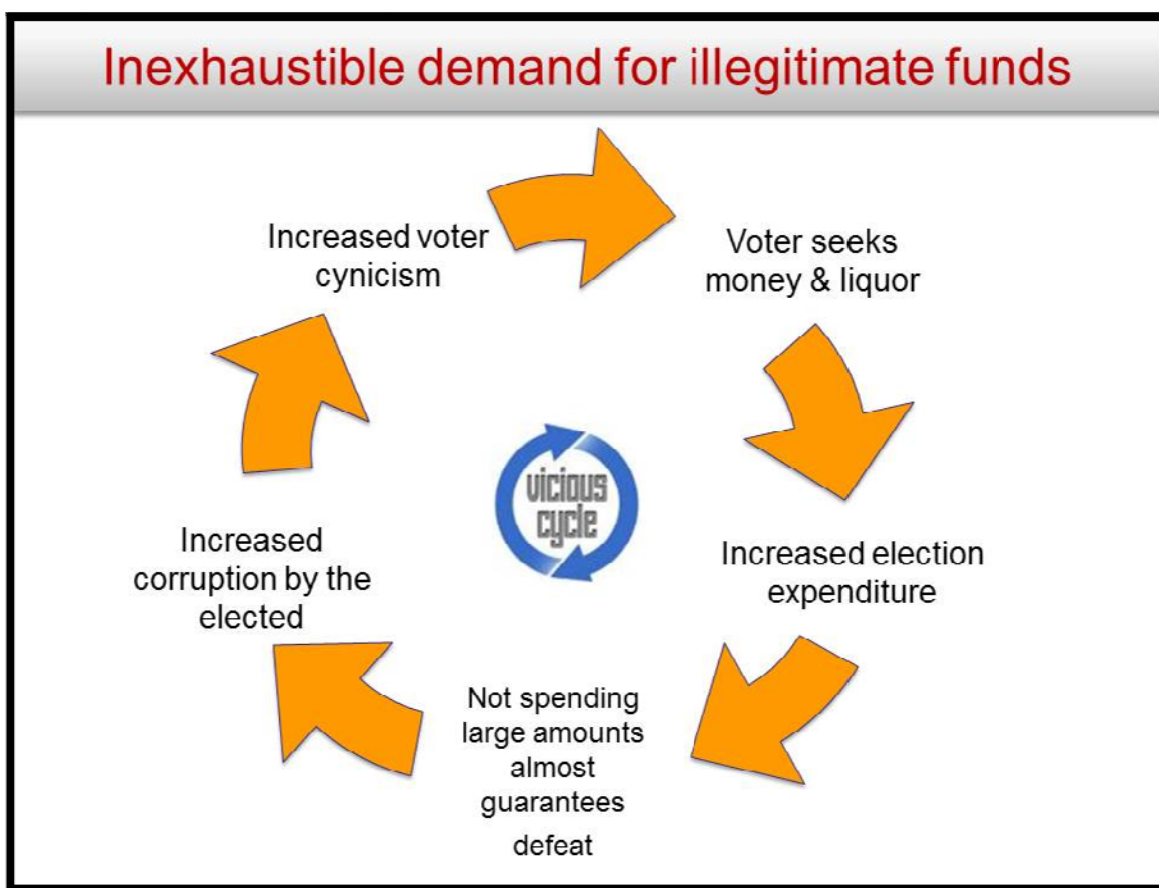 Inexhaustible demand for illegitimate funds
Increased voter
cynicism
Voter seeks
money & liquor
Increased election
expenditure
Not spending
large amounts
almost
guarantees
defeat
Increased
corruption by the
elected
vicious
cycle